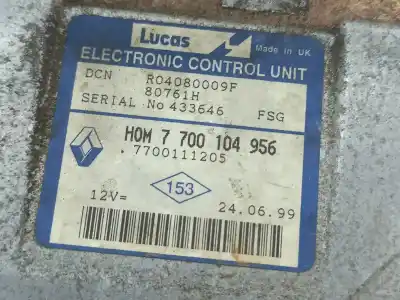 Lucas
Made in UK
ELECTRONIC CONTROL UNIT
DCN R04080009F
80761H
SERIAL No 433646 FSG
HOM 7 700 104 956
.7700111205
153
12V= 24.06.99